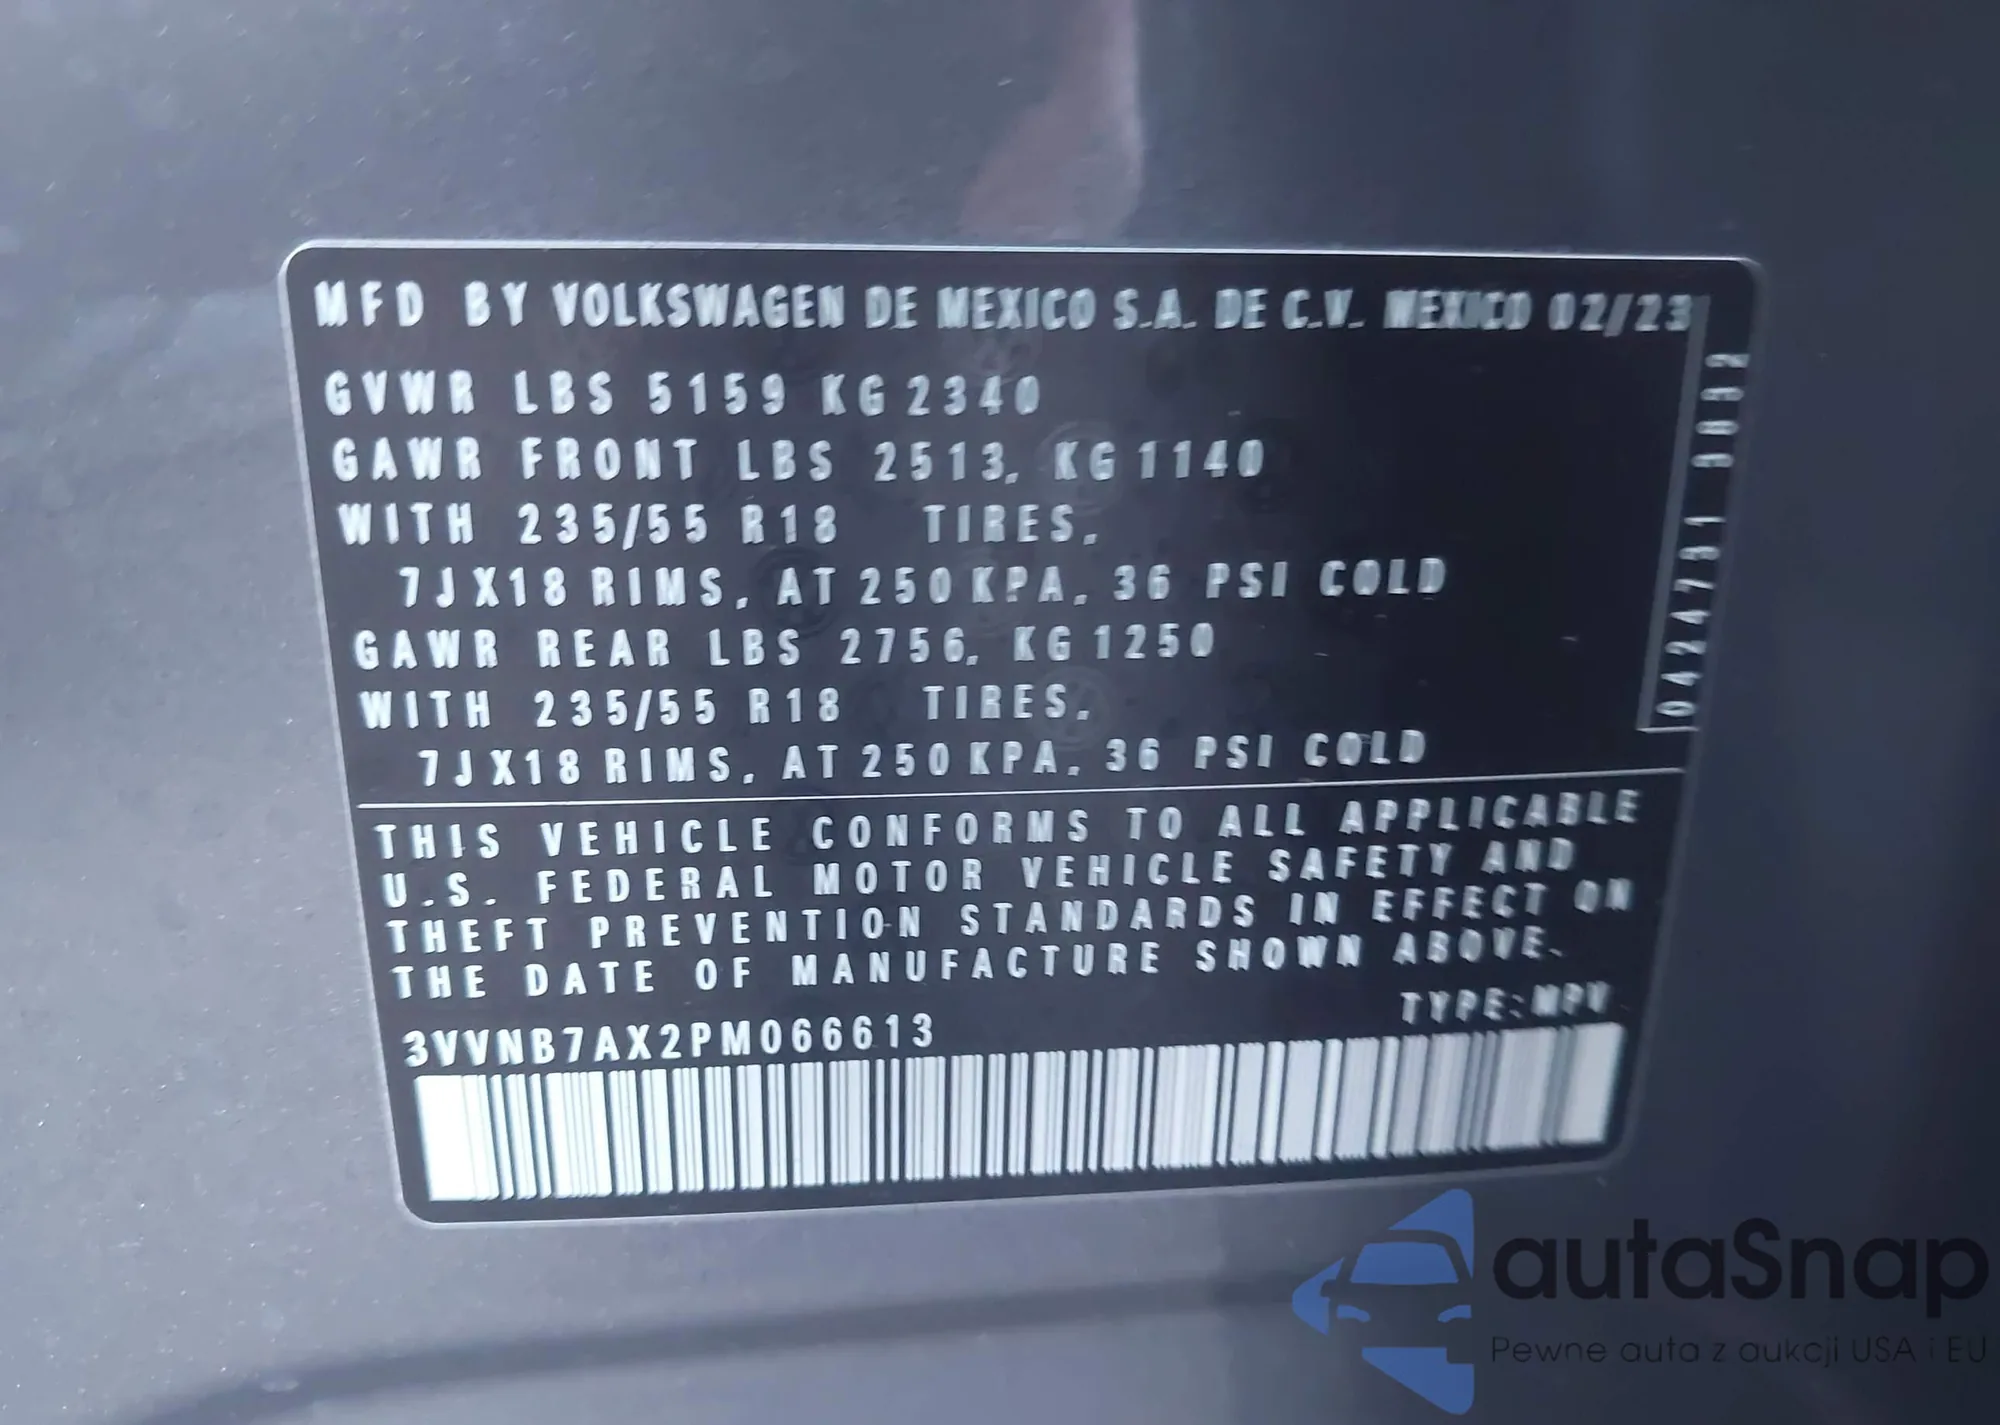 MFD BY VOLKSWAGEN DE MEXICO S.A. DE C.V. MEXICO 02/23
GVWR LBS 5159 KG 2340
GAWR FRONT LBS 2513, KG 1140
WITH 235/55 R18 TIRES,
7JX18 RIMS, AT 250 KPA, 36 PSI COLD
GAWR REAR LBS 2756, KG 1250
WITH 235/55 R18 TIRES,
7JX18 RIMS, AT 250 KPA, 36 PSI COLD
0424731 3032
THIS VEHICLE CONFORMS TO ALL APPLICABLE
U.S. FEDERAL MOTOR VEHICLE SAFETY AND
THEFT PREVENTION STANDARDS IN EFFECT ON
THE DATE OF MANUFACTURE SHOWN ABOVE.
TYPE: MPV
3VVNB7AX2PM066613
autaSnap
Pewne auta z aukcji USA i EU